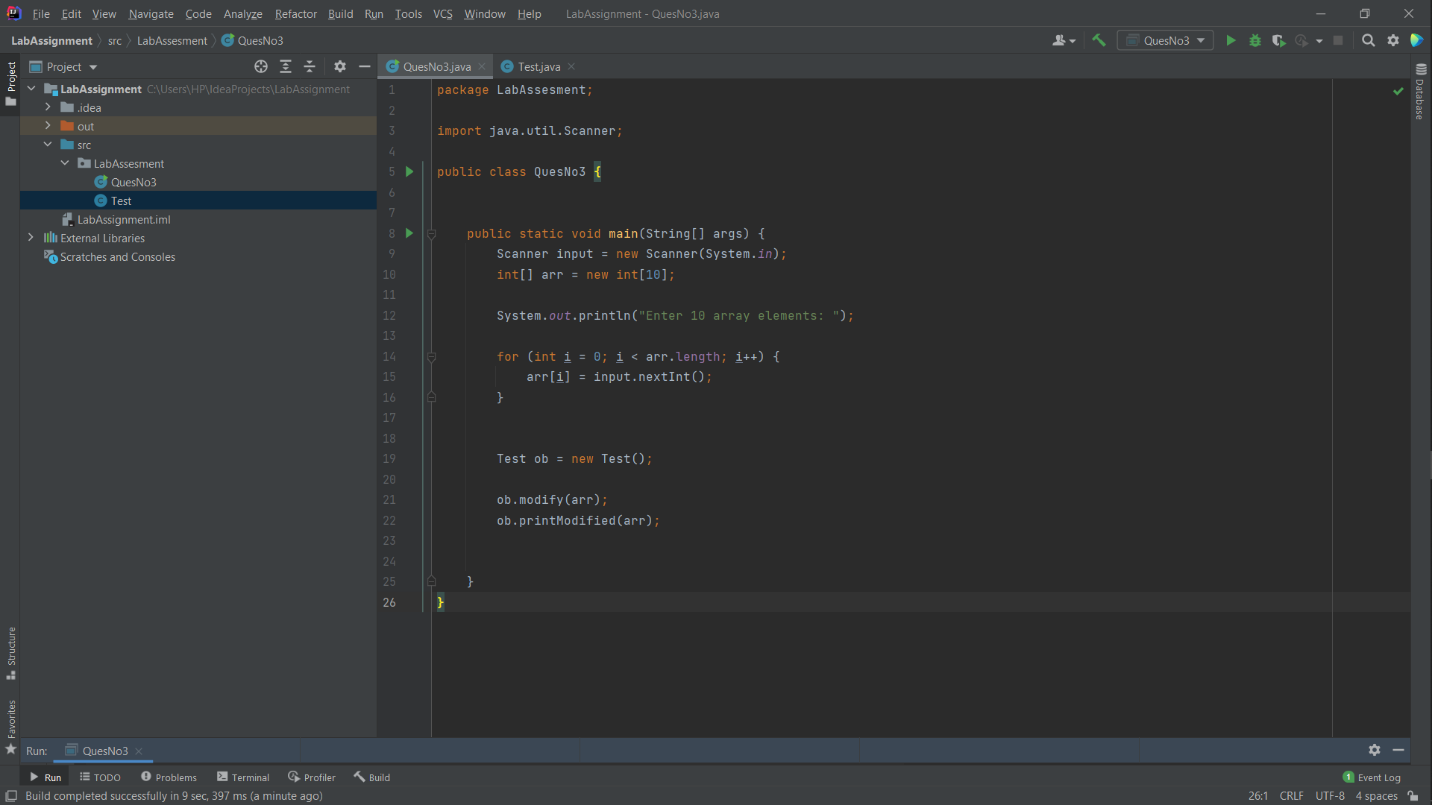 File Edit View Navigate Code Analyze Refactor Build Run Tools VCS Window Help LabAssignment - QuesNo3.java
LabAssignment src LabAssesment QuesNo3
QuesNo3
Project
LabAssignment C:\Users\HP\IdeaProjects\LabAssignment
.idea
out
src
LabAssesment
QuesNo3
Test
LabAssignment.iml
External Libraries
Scratches and Consoles
Project
Structure
Favorites
QuesNo3.java Test.java
1 package LabAssesment;
2
3 import java.util.Scanner;
4
5 public class QuesNo3 {
6
7
8 public static void main(String[] args) {
9 Scanner input = new Scanner(System.in);
10 int[] arr = new int[10];
11
12 System.out.println("Enter 10 array elements: ");
13
14 for (int i = 0; i < arr.length; i++) {
15 arr[i] = input.nextInt();
16 }
17
18
19 Test ob = new Test();
20
21 ob.modify(arr);
22 ob.printModified(arr);
23
24
25 }
26 }
Database
Run: QuesNo3
Run TODO Problems Terminal Profiler Build 1 Event Log
Build completed successfully in 9 sec, 397 ms (a minute ago) 26:1 CRLF UTF-8 4 spaces